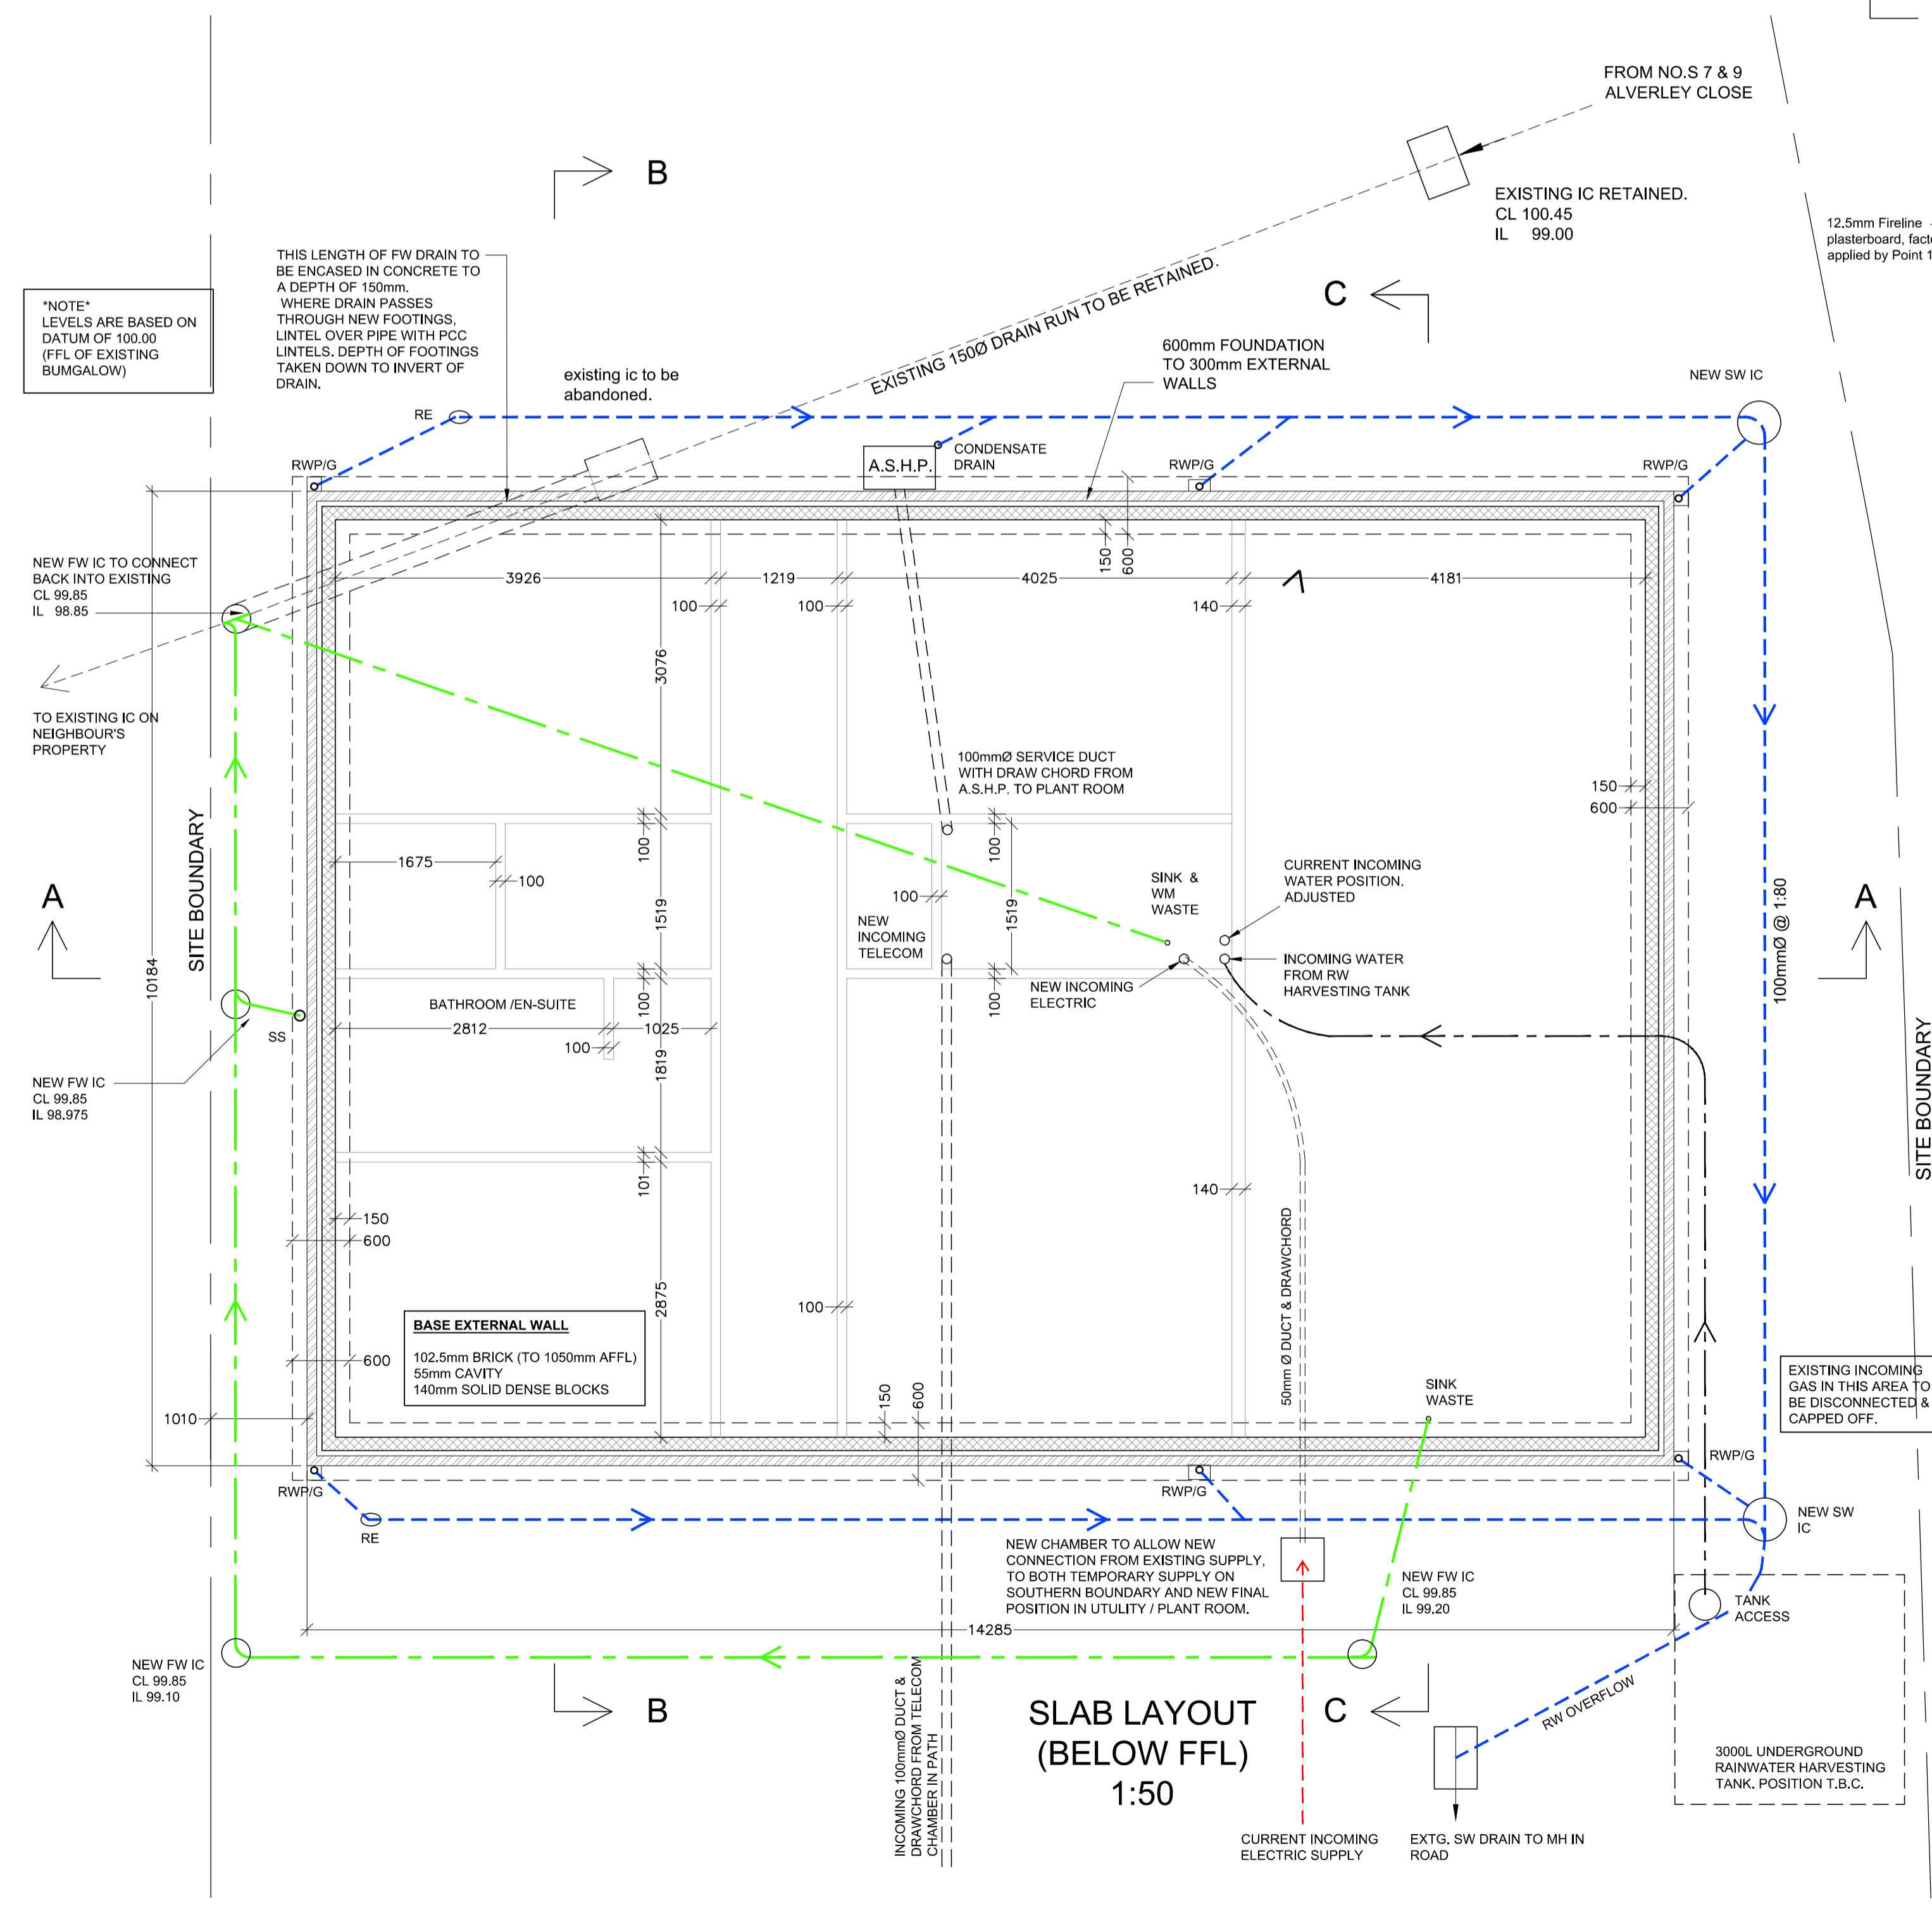 FROM NO.S 7 & 9
ALVERLEY CLOSE
B
EXISTING IC RETAINED.
CL 100.45
IL 99.00
12.5mm Fireline
plasterboard,
applied by Point 1
THIS LENGTH OF FW DRAIN TO
BE ENCASED IN CONCRETE TO
A DEPTH OF 150mm.
WHERE DRAIN PASSES
THROUGH NEW FOOTINGS,
LINTEL OVER PIPE WITH PCC
LINTELS. DEPTH OF FOOTINGS
TAKEN DOWN TO INVERT OF
DRAIN.
*NOTE*
LEVELS ARE BASED ON
DATUM OF 100.00
(FFL OF EXISTING
BUMGALOW)
EXISTING 150Ø DRAIN RUN TO BE RETAINED.
C
600mm FOUNDATION
TO 300mm EXTERNAL
WALLS
existing ic to be
abandoned.
NEW SW IC
RE
RWP/G
A.S.H.P.
CONDENSATE
DRAIN
RWP/G
RWP/G
NEW FW IC TO CONNECT
BACK INTO EXISTING
CL 99.85
IL 98.85
150
600
3926
1219
4025
4181
100
100
140
3076
TO EXISTING IC ON
NEIGHBOUR'S
PROPERTY
100mmØ SERVICE DUCT
WITH DRAW CHORD FROM
A.S.H.P. TO PLANT ROOM
150
600
SITE BOUNDARY
100
100
1675
100
100
1519
1519
SINK &
WM
WASTE
CURRENT INCOMING
WATER POSITION.
ADJUSTED
A
A
NEW
INCOMING
TELECOM
10184
100mmØ @ 1:80
INCOMING WATER
FROM RW
HARVESTING TANK
NEW INCOMING
ELECTRIC
BATHROOM /EN-SUITE
100
100
2812
1025
100
1819
SS
SITE BOUNDARY
NEW FW IC
CL 99.85
IL 98.975
101
140
150
600
50mm Ø DUCT & DRAWCHORD
2875
100
BASE EXTERNAL WALL
102.5mm BRICK (TO 1050mm AFFL)
55mm CAVITY
140mm SOLID DENSE BLOCKS
600
150
600
SINK
WASTE
EXISTING INCOMING
GAS IN THIS AREA TO
BE DISCONNECTED &
CAPPED OFF.
1010
RWP/G
RWP/G
RWP/G
RE
NEW SW
IC
NEW CHAMBER TO ALLOW NEW
CONNECTION FROM EXISTING SUPPLY,
TO BOTH TEMPORARY SUPPLY ON
SOUTHERN BOUNDARY AND NEW FINAL
POSITION IN UTULITY / PLANT ROOM.
NEW FW IC
CL 99.85
IL 99.20
TANK
ACCESS
14285
NEW FW IC
CL 99.85
IL 99.10
INCOMING 100mmØ DUCT &
DRAWCHORD FROM TELECOM
CHAMBER IN PATH
B
SLAB LAYOUT
(BELOW FFL)
1:50
C
RW OVERFLOW
3000L UNDERGROUND
RAINWATER HARVESTING
TANK. POSITION T.B.C.
CURRENT INCOMING
ELECTRIC SUPPLY
EXTG. SW DRAIN TO MH IN
ROAD